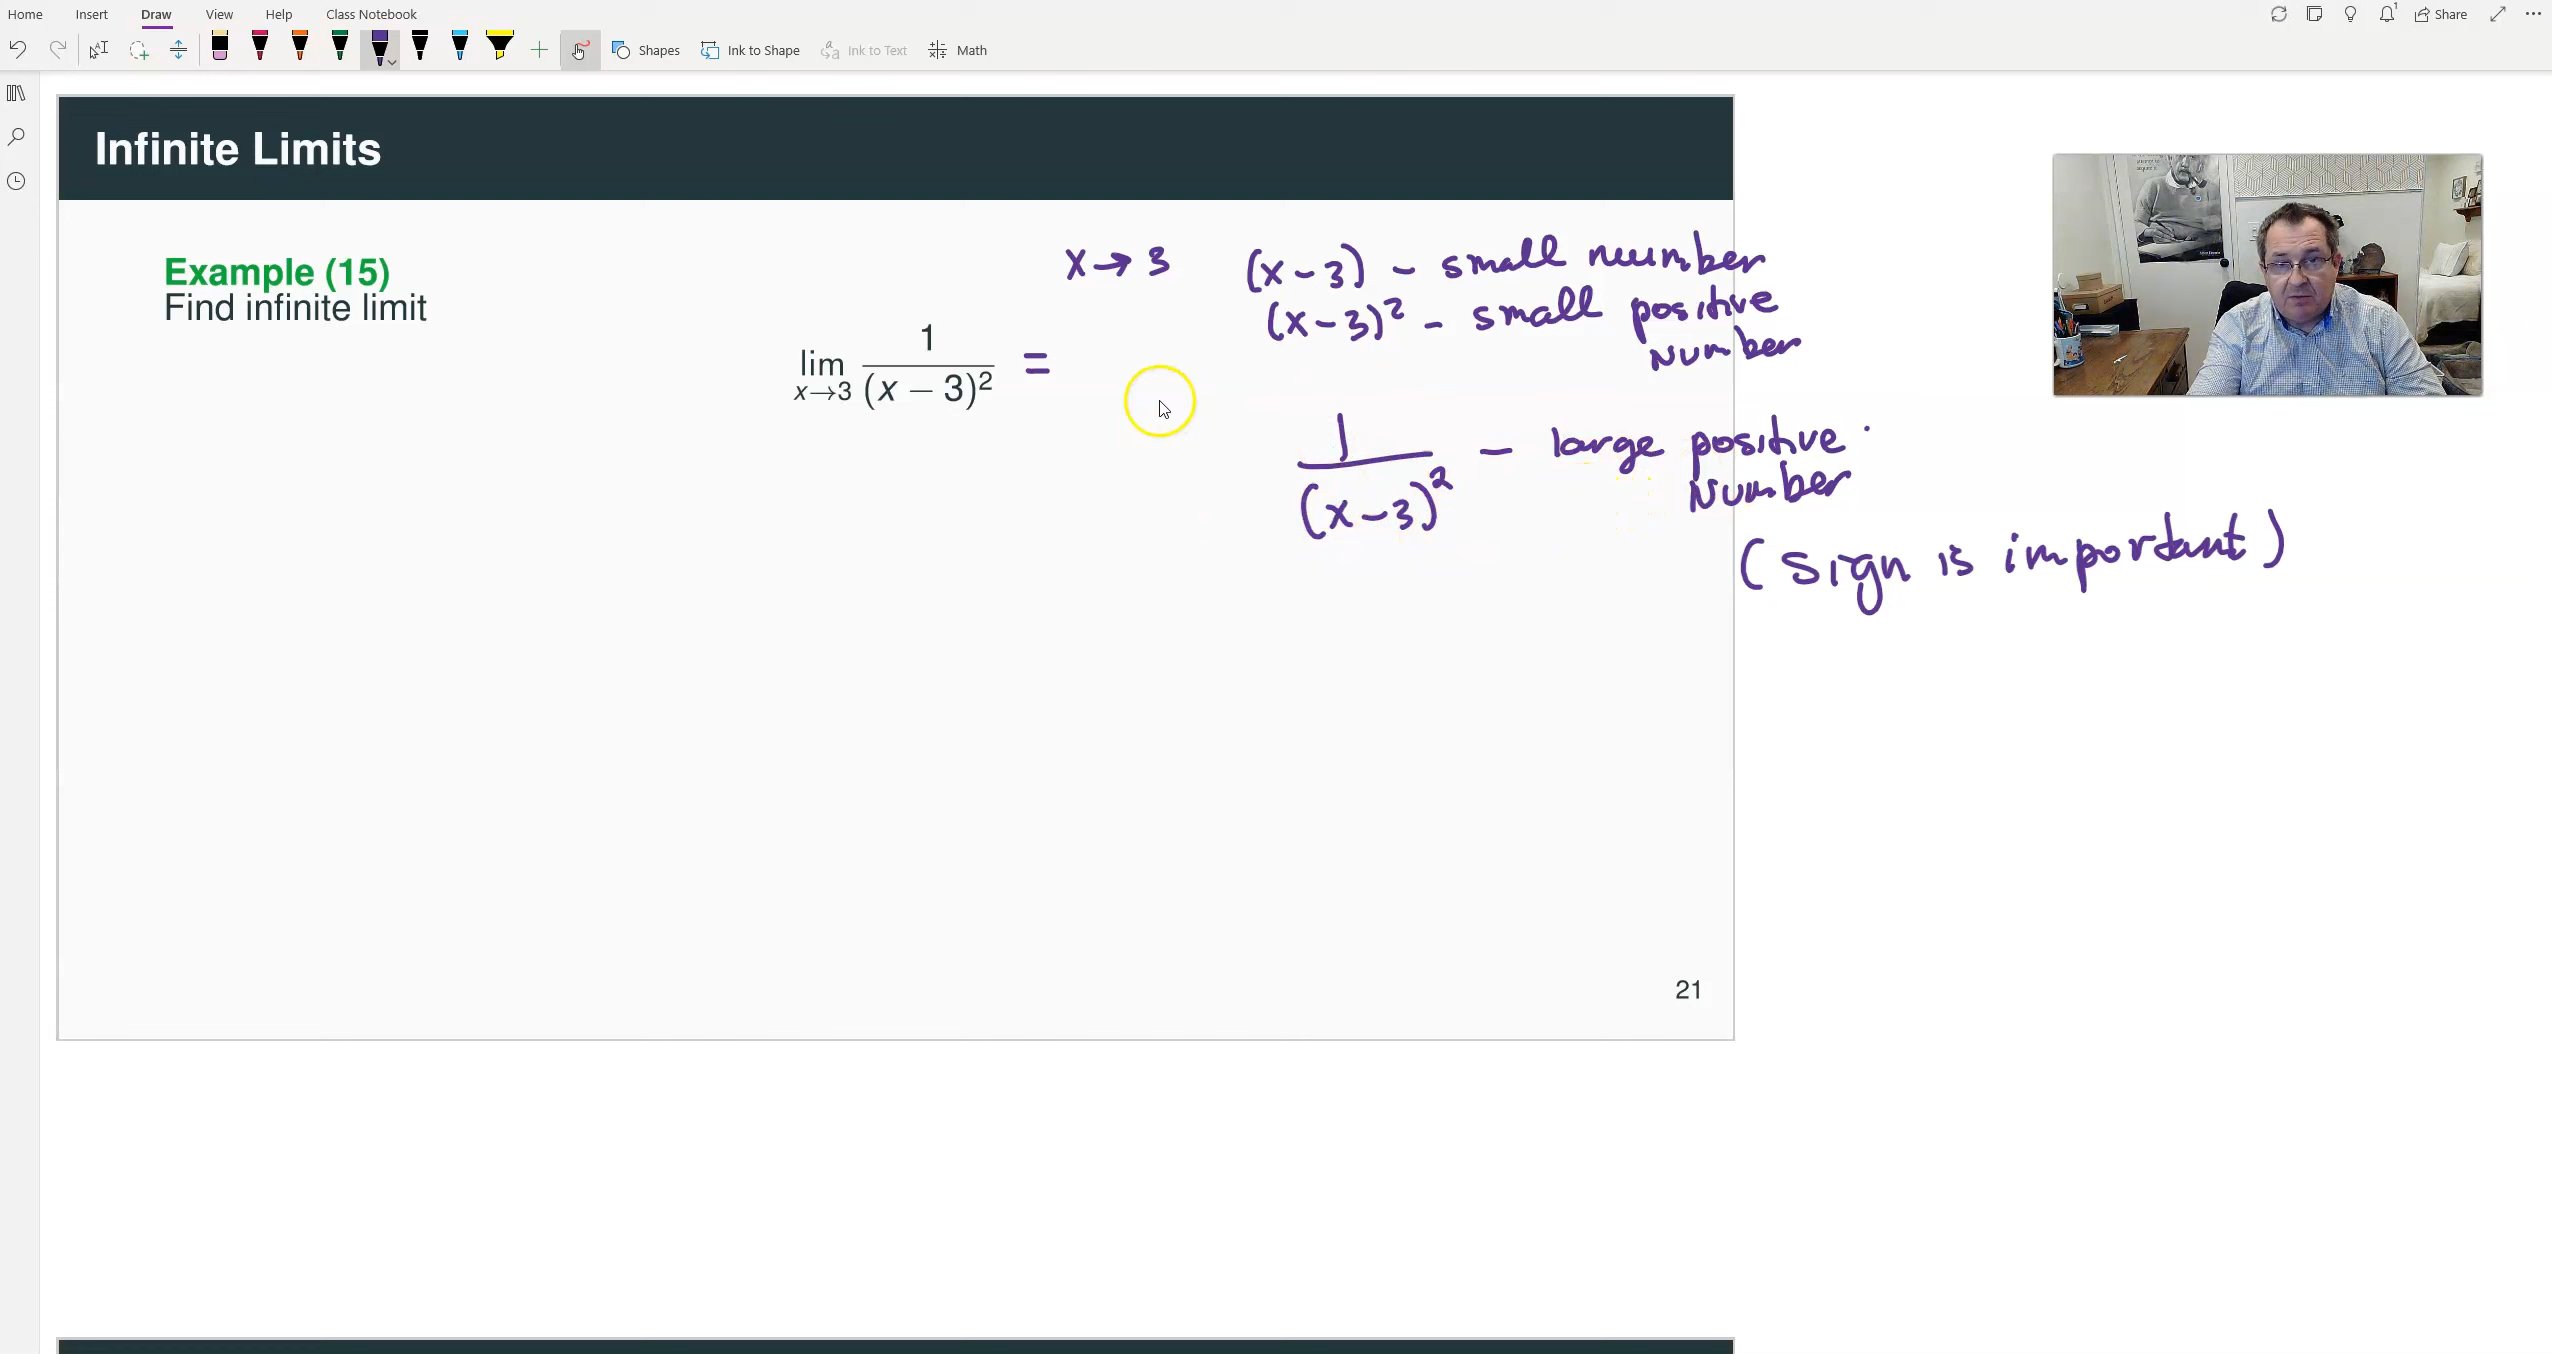 Home Insert Draw View Help Class Notebook
Share
Shapes Ink to Shape Ink to Text Math
Infinite Limits
Example (15)
Find infinite limit
lim x→3 1/(x − 3)² =
x → 3 (x − 3) – small number
(x − 3)² – small positive
number
1/(x − 3)² – large positive
number
(sign is important)
21